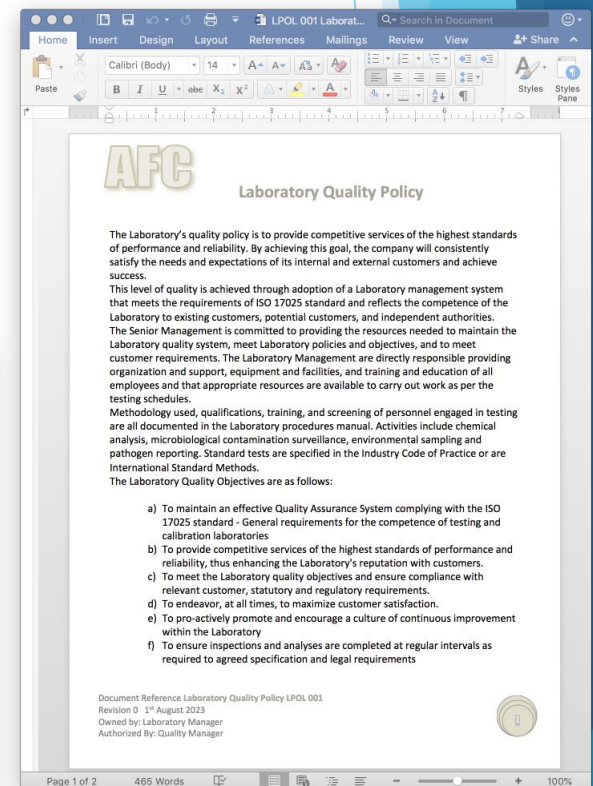 LPOL 001 Laborat...
Search in Document
Home Insert Design Layout References Mailings Review View Share
Calibri (Body) 14
Paste
B I U abc X2 X2 A A
Styles Styles Pane
1 2 3 4 5 6 7
AFC
Laboratory Quality Policy
The Laboratory's quality policy is to provide competitive services of the highest standards
of performance and reliability. By achieving this goal, the company will consistently
satisfy the needs and expectations of its internal and external customers and achieve
success.
This level of quality is achieved through adoption of a Laboratory management system
that meets the requirements of ISO 17025 standard and reflects the competence of the
Laboratory to existing customers, potential customers, and independent authorities.
The Senior Management is committed to providing the resources needed to maintain the
Laboratory quality system, meet Laboratory policies and objectives, and to meet
customer requirements. The Laboratory Management are directly responsible providing
organization and support, equipment and facilities, and training and education of all
employees and that appropriate resources are available to carry out work as per the
testing schedules.
Methodology used, qualifications, training, and screening of personnel engaged in testing
are all documented in the Laboratory procedures manual. Activities include chemical
analysis, microbiological contamination surveillance, environmental sampling and
pathogen reporting. Standard tests are specified in the Industry Code of Practice or are
International Standard Methods.
The Laboratory Quality Objectives are as follows:
a) To maintain an effective Quality Assurance System complying with the ISO
17025 standard - General requirements for the competence of testing and
calibration laboratories
b) To provide competitive services of the highest standards of performance and
reliability, thus enhancing the Laboratory's reputation with customers.
c) To meet the Laboratory quality objectives and ensure compliance with
relevant customer, statutory and regulatory requirements.
d) To endeavor, at all times, to maximize customer satisfaction.
e) To pro-actively promote and encourage a culture of continuous improvement
within the Laboratory
f) To ensure inspections and analyses are completed at regular intervals as
required to agreed specification and legal requirements
Document Reference Laboratory Quality Policy LPOL 001
Revision 0 1st August 2023
Owned by: Laboratory Manager
Authorized By: Quality Manager
Page 1 of 2 465 Words 100%